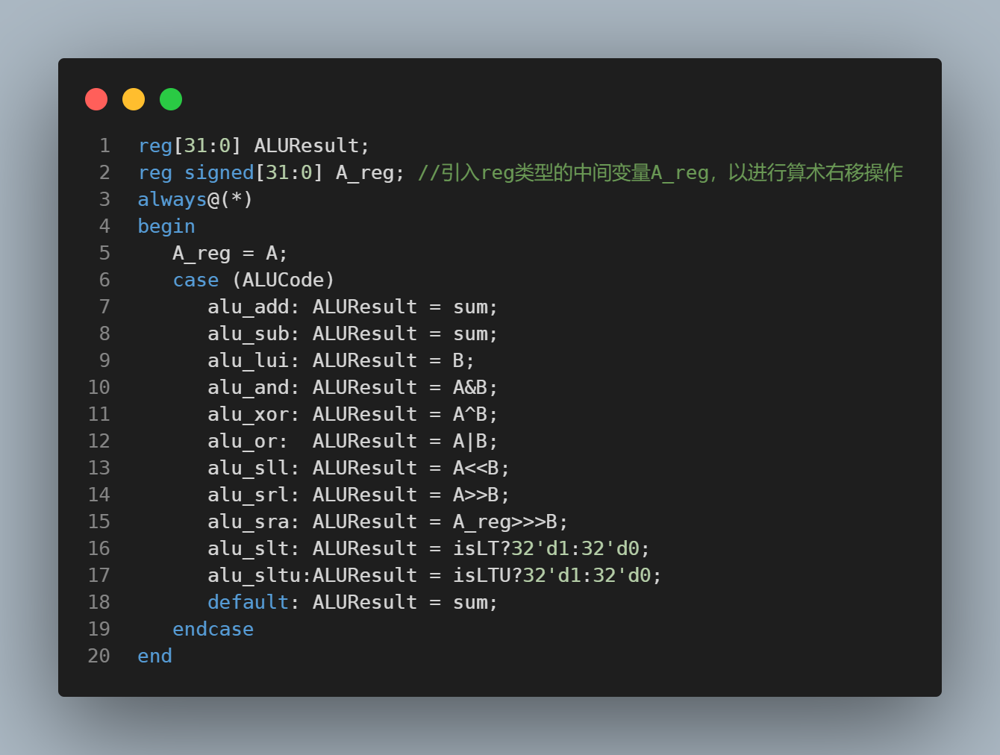 1 reg[31:0] ALUResult;
2 reg signed[31:0] A_reg; //引入reg类型的中间变量A_reg，以进行算术右移操作
3 always@(*)
4 begin
5    A_reg = A;
6    case (ALUCode)
7       alu_add: ALUResult = sum;
8       alu_sub: ALUResult = sum;
9       alu_lui: ALUResult = B;
10       alu_and: ALUResult = A&B;
11       alu_xor: ALUResult = A^B;
12       alu_or:  ALUResult = A|B;
13       alu_sll: ALUResult = A<<B;
14       alu_srl: ALUResult = A>>B;
15       alu_sra: ALUResult = A_reg>>>B;
16       alu_slt: ALUResult = isLT?32'd1:32'd0;
17       alu_sltu:ALUResult = isLTU?32'd1:32'd0;
18       default: ALUResult = sum;
19    endcase
20 end